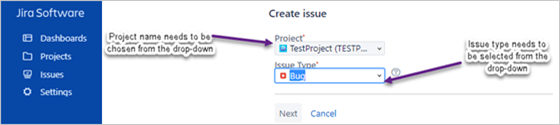 Jira Software
Dashboards
Projects
Issues
Settings
Project name needs to be
chosen from the drop-down
Create issue
Project*
TestProject (TESTP...
Issue Type*
Bug
Next
Cancel
Issue type needs to
be selected from the
drop-down